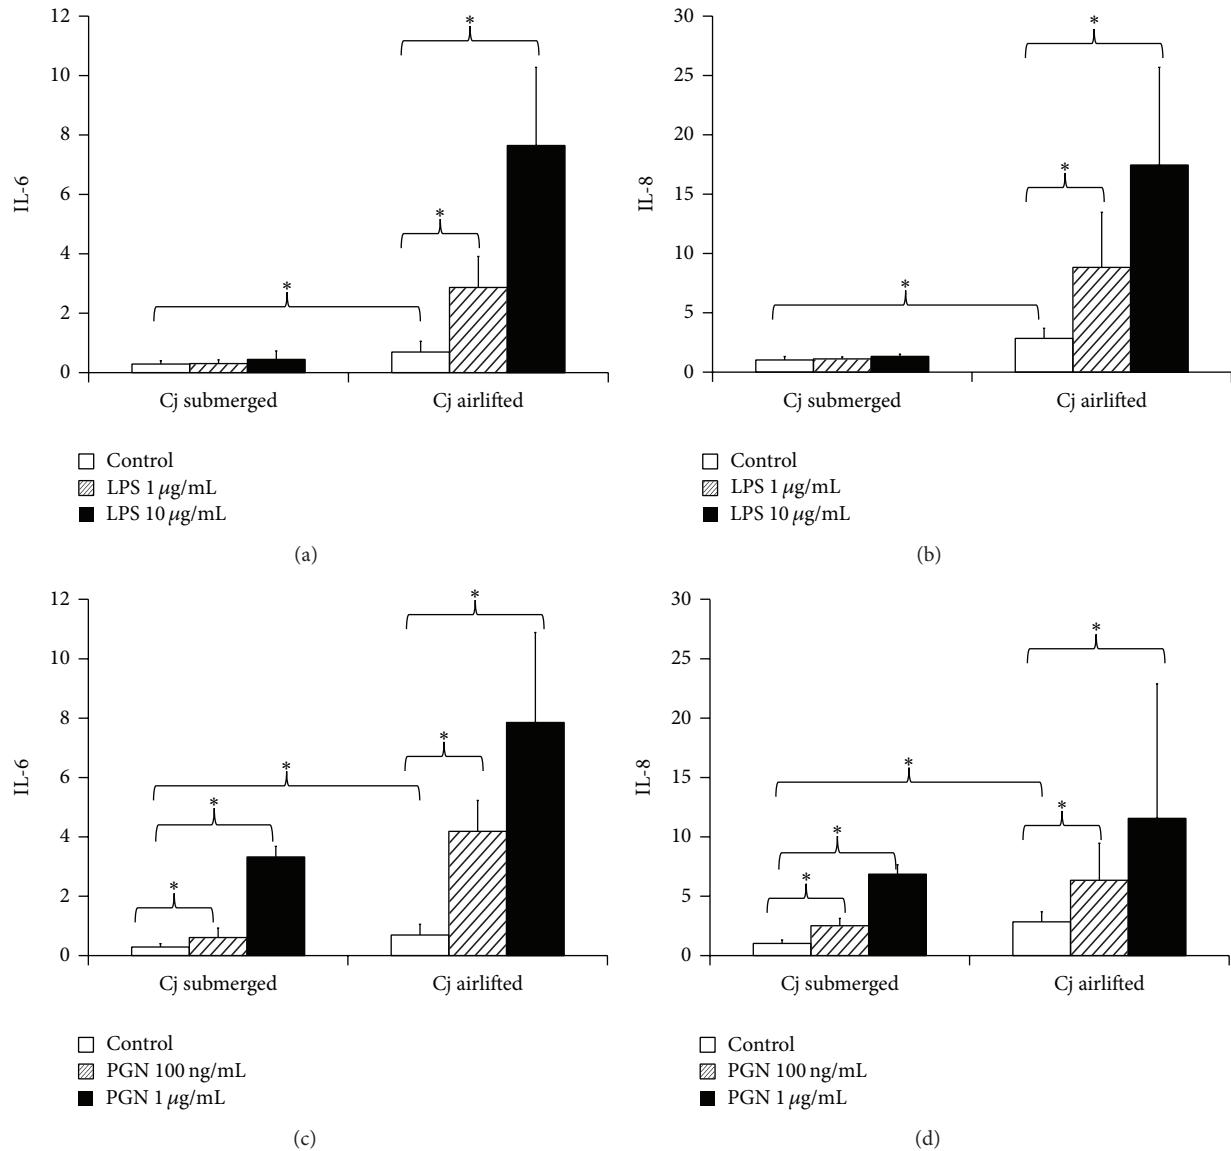 12
10
8
6
4
2
0
IL-6
*
*
*
Cj submerged
Cj airlifted
Control
LPS 1 μg/mL
LPS 10 μg/mL
(a)
30
25
20
15
10
5
0
IL-8
*
*
*
Cj submerged
Cj airlifted
Control
LPS 1 μg/mL
LPS 10 μg/mL
(b)
12
10
8
6
4
2
0
IL-6
*
*
*
*
*
Cj submerged
Cj airlifted
Control
PGN 100 ng/mL
PGN 1 μg/mL
(c)
30
25
20
15
10
5
0
IL-8
*
*
*
*
*
Cj submerged
Cj airlifted
Control
PGN 100 ng/mL
PGN 1 μg/mL
(d)